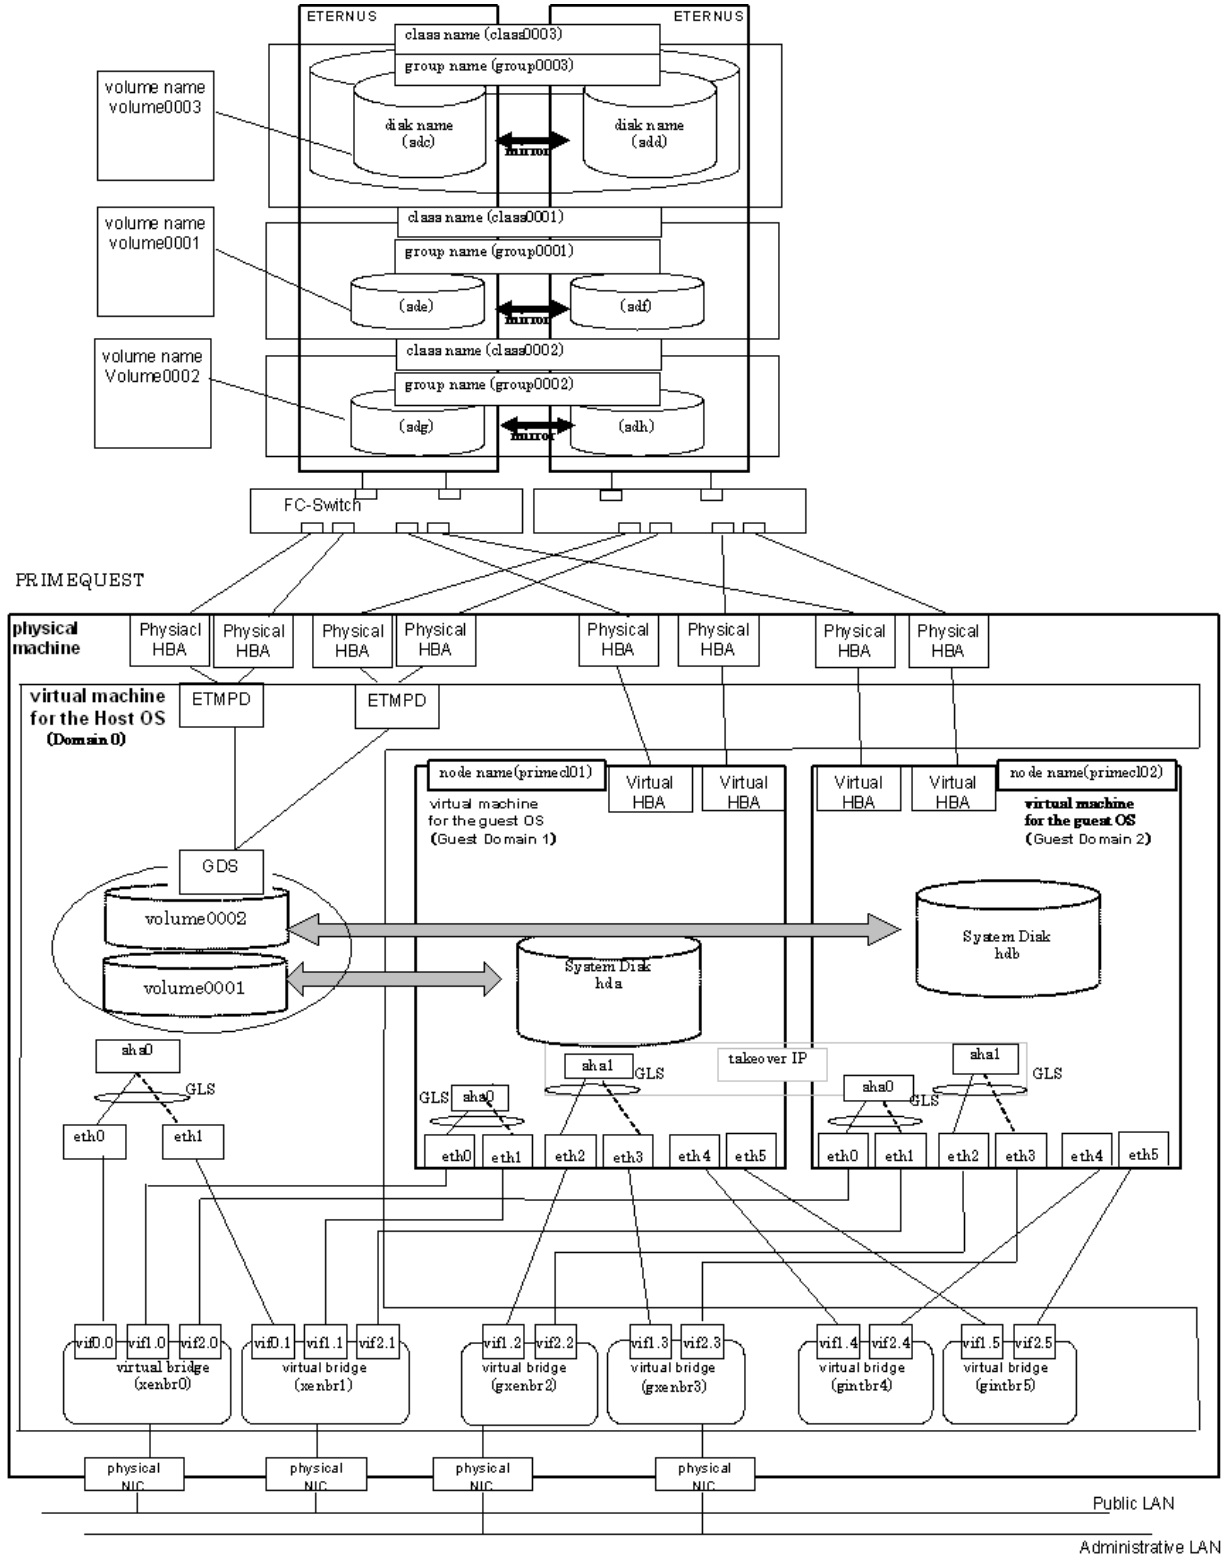 ETERNUS
ETERNUS
class name (class0003)
group name (group0003)
volume name
volume0003
disk name
(sdc)
disk name
(sdd)
mirror
class name (class0001)
volume name
volume0001
group name (group0001)
(sde)
(sdf)
mirror
class name (class0002)
volume name
Volume0002
group name (group0002)
(sdg)
(sdh)
mirror
FC-Switch
PRIMEQUEST
physical
machine
Physiacl
HBA
Physical
HBA
Physical
HBA
Physical
HBA
Physical
HBA
Physical
HBA
Physical
HBA
Physical
HBA
virtual machine
for the Host OS
(Domain 0)
ETMPD
ETMPD
node name(primecl01)
virtual machine
for the guest OS
(Guest Domain 1)
Virtual
HBA
Virtual
HBA
Virtual
HBA
Virtual
HBA
node name(primecl02)
virtual machine
for the guest OS
(Guest Domain 2)
GDS
volume0002
volume0001
System Disk
hda
System Disk
hdb
sha0
GLS
eth0
eth1
takeover IP
sha1
GLS
GLS
sha0
sha1
GLS
sha0
GLS
eth0
eth1
eth2
eth3
eth4
eth5
eth0
eth1
eth2
eth3
eth4
eth5
vif0.0
vif1.0
vif2.0
virtual bridge
(xenbr0)
vif0.1
vif1.1
vif2.1
virtual bridge
(xenbr1)
vif1.2
vif2.2
virtual bridge
(gxenbr2)
vif1.3
vif2.3
virtual bridge
(gxenbr3)
vif1.4
vif2.4
virtual bridge
(gintbr4)
vif1.5
vif2.5
virtual bridge
(gintbr5)
physical
NIC
physical
NIC
physical
NIC
physical
NIC
Public LAN
Administrative LAN